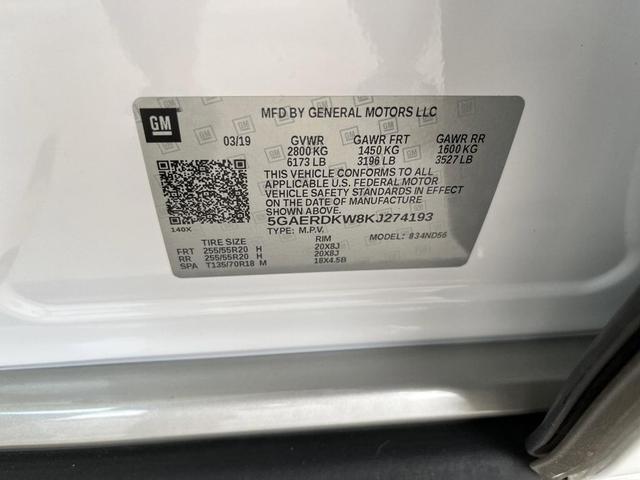 GM
MFD BY GENERAL MOTORS LLC
03/19 GVWR GAWR FRT GAWR RR
2800 KG 1450 KG 1600 KG
6173 LB 3196 LB 3527 LB
THIS VEHICLE CONFORMS TO ALL
APPLICABLE U.S. FEDERAL MOTOR
VEHICLE SAFETY STANDARDS IN EFFECT
ON THE DATE OF MANUFACTURE
SHOWN ABOVE.
5GAERDKW8KJ274193
140X
TYPE: M.P.V. MODEL: 834ND56
TIRE SIZE RIM
FRT 255/55R20 H 20X8J
RR 255/55R20 H 20X8J
SPA T135/70R18 M 18X4.5B